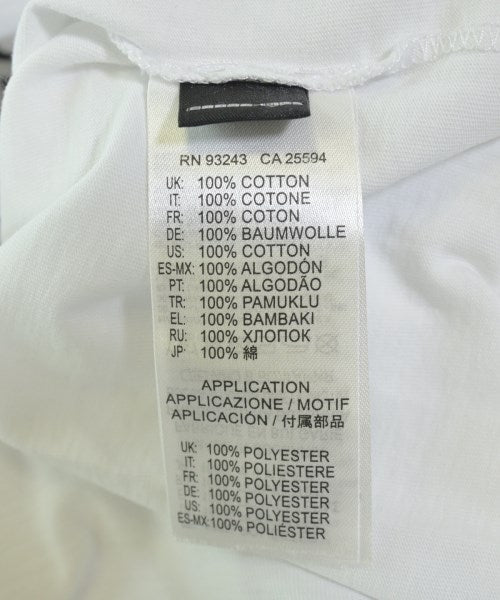 RN 93243 CA 25594
UK: 100% COTTON
IT: 100% COTONE
FR: 100% COTON
DE: 100% BAUMWOLLE
US: 100% COTTON
ES-MX: 100% ALGODÓN
PT: 100% ALGODÃO
TR: 100% PAMUKLU
EL: 100% BAMBAKI
RU: 100% ХЛОПОК
JP: 100% 綿
APPLICATION
APPLICAZIONE / MOTIF
APLICACIÓN / 付属部品
UK: 100% POLYESTER
IT: 100% POLIESTERE
FR: 100% POLYESTER
DE: 100% POLYESTER
US: 100% POLYESTER
ES-MX: 100% POLIÉSTER